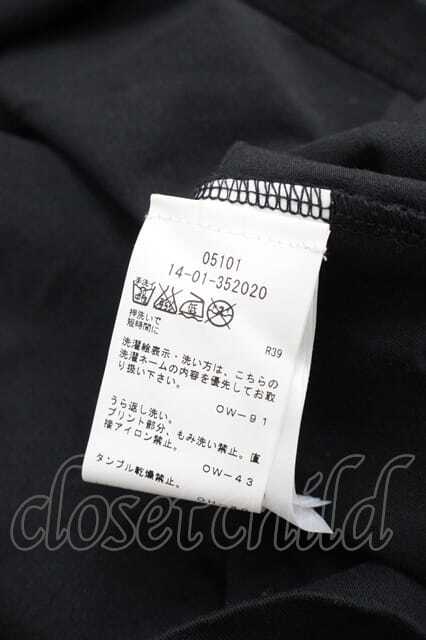 05101
14-01-352020
手洗イ
低
押洗いで
短時間に
R39
洗濯絵表示・洗い方は、こちらの
洗濯ネームの内容を優先してお取
り扱い下さい。
OW-91
うら返し洗い。
プリント部分、もみ洗い禁止。直
接アイロン禁止。
OW-43
タンブル乾燥禁止。
closet child